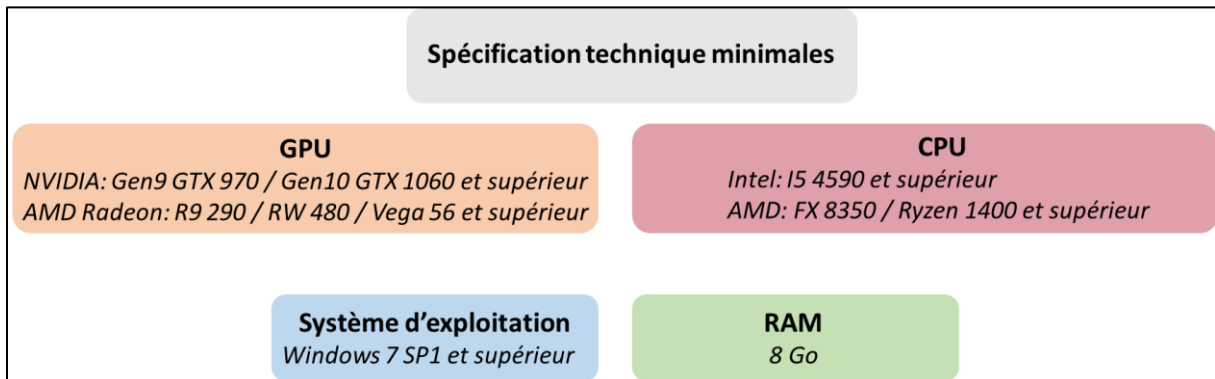 Spécification technique minimales
GPU
NVIDIA: Gen9 GTX 970 / Gen10 GTX 1060 et supérieur
AMD Radeon: R9 290 / RW 480 / Vega 56 et supérieur
CPU
Intel: I5 4590 et supérieur
AMD: FX 8350 / Ryzen 1400 et supérieur
Système d'exploitation
Windows 7 SP1 et supérieur
RAM
8 Go